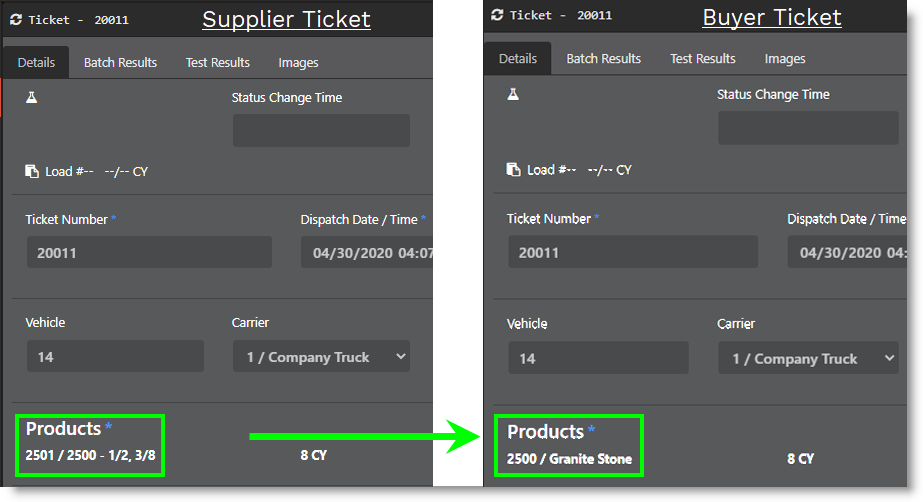 Ticket - 20011
Supplier Ticket
Details Batch Results Test Results Images
Status Change Time
Load #-- --/-- CY
Ticket Number * Dispatch Date / Time *
20011 04/30/2020 04:07
Vehicle Carrier
14 1 / Company Truck
Products *
2501 / 2500 - 1/2, 3/8 8 CY
Ticket - 20011
Buyer Ticket
Details Batch Results Test Results Images
Status Change Time
Load #-- --/-- CY
Ticket Number * Dispatch Date / Time
20011 04/30/2020 04:
Vehicle Carrier
14 1 / Company Truck
Products *
2500 / Granite Stone 8 CY